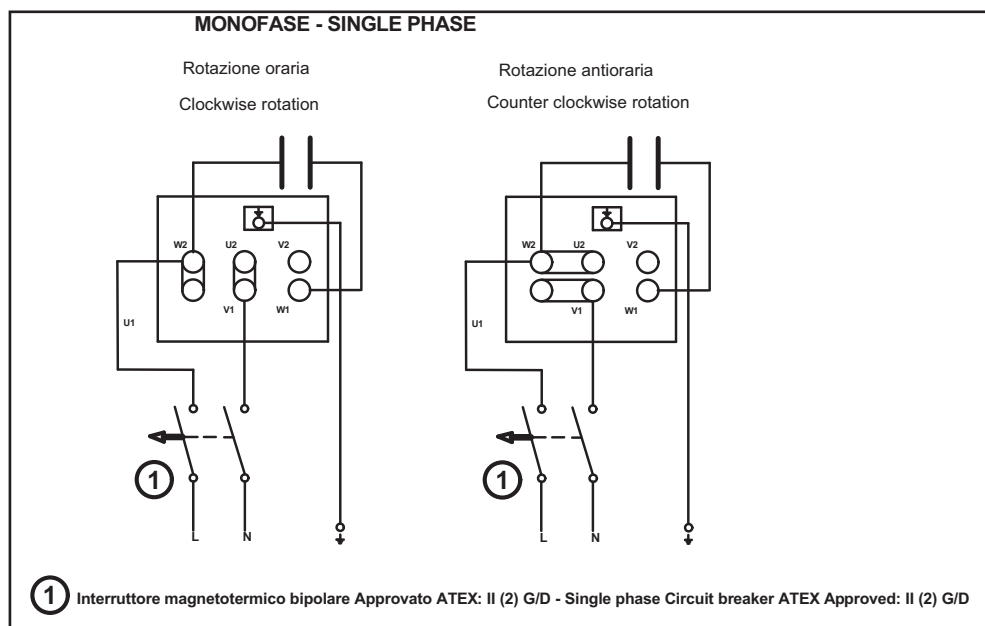 MONOFASE - SINGLE PHASE
Rotazione oraria
Clockwise rotation
Rotazione antioraria
Counter clockwise rotation
W2 U2 V2
U1
V1 W1
1
L N
W2 U2 V2
U1
V1 W1
1
L N
1 Interruttore magnetotermico bipolare Approvato ATEX: II (2) G/D - Single phase Circuit breaker ATEX Approved: II (2) G/D